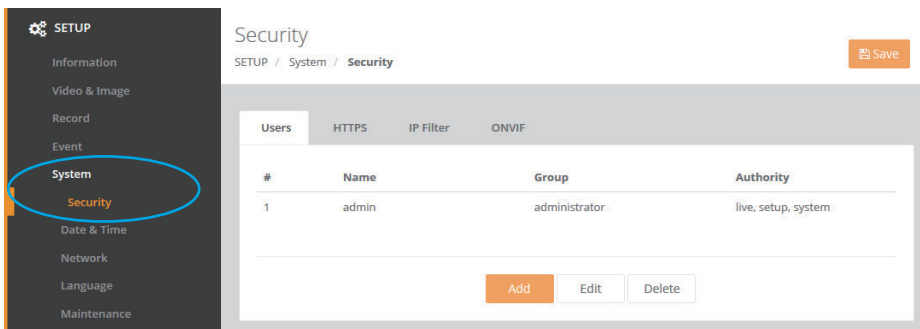 SETUP
Information
Video & Image
Record
Event
System
Security
Date & Time
Network
Language
Maintenance
Security
SETUP / System / Security
Save
Users HTTPS IP Filter ONVIF
# Name Group Authority
1 admin administrator live, setup, system
Add Edit Delete